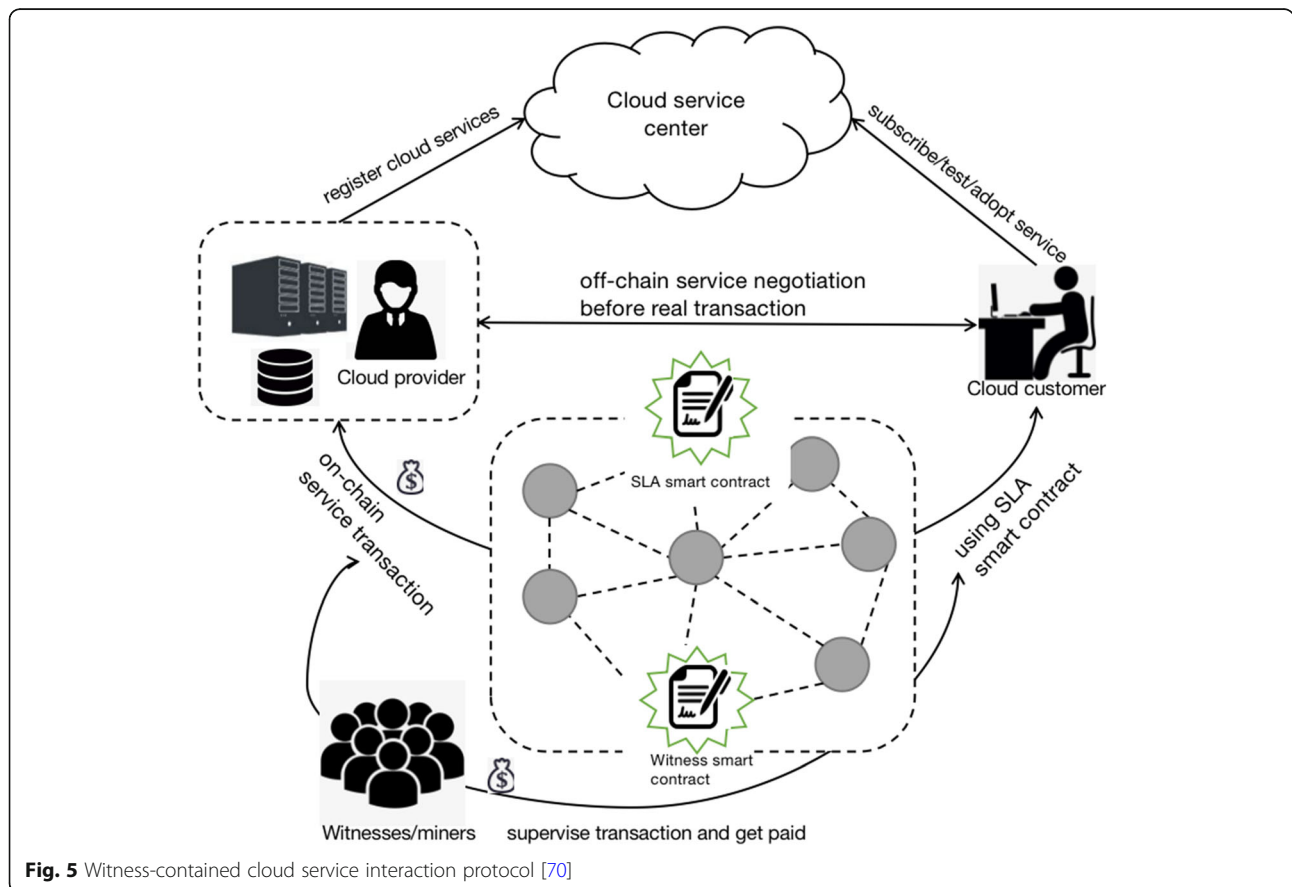 Cloud service
center
register cloud services
subscribe/test/adopt service
off-chain service negotiation
before real transaction
Cloud provider
Cloud customer
on-chain
service transaction
$
SLA smart contract
using SLA
smart contract
Witness smart
contract
$
Witnesses/miners
supervise transaction and get paid
Fig. 5 Witness-contained cloud service interaction protocol [70]